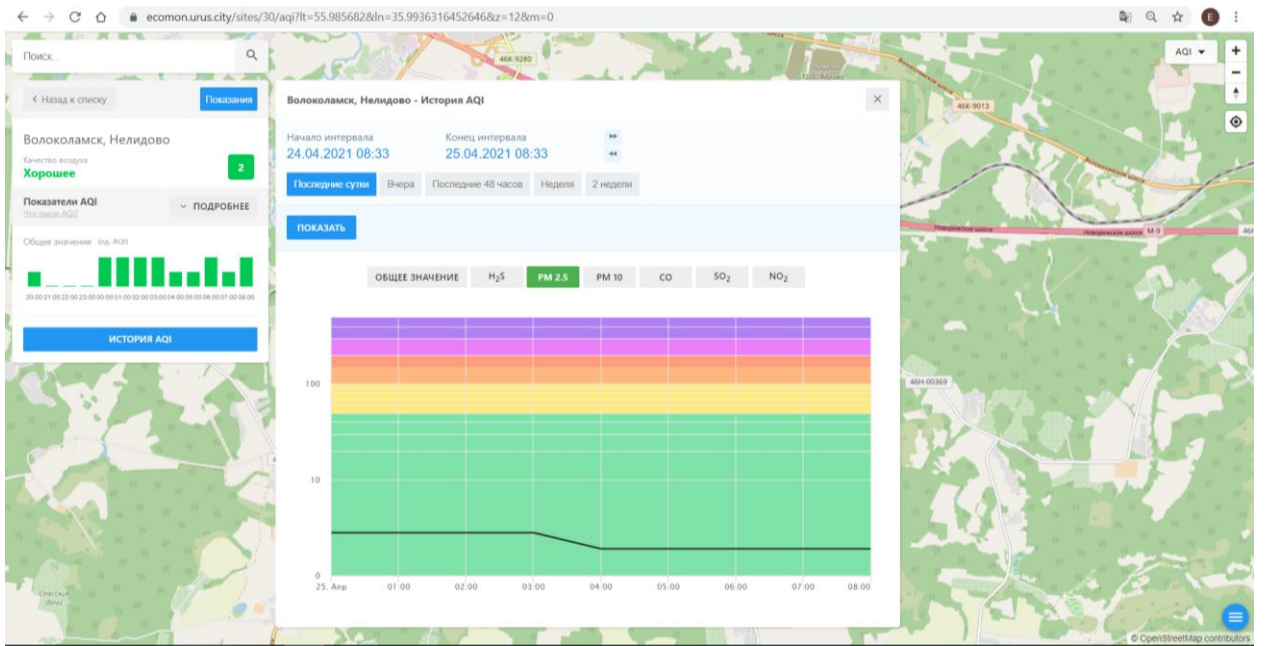 ecomon.urus.city/sites/30/aqi?lt=55.985682&ln=35.9936316452646&z=12&m=0
E
Поиск...
46K-9280
AQI
< Назад к списку
Показания
Волоколамск, Нелидово
Качество воздуха
Хорошее
2
Показатели AQI
Что такое AQI?
ПОДРОБНЕЕ
Общее значение (ед. AQI)
20:00 21:00 22:00 23:00 00:00 01:00 02:00 03:00 04:00 05:00 06:00 07:00 08:00
ИСТОРИЯ AQI
Волоколамск, Нелидово - История AQI
Начало интервала
Конец интервала
24.04.2021 08:33
25.04.2021 08:33
Последние сутки
Вчера
Последние 48 часов
Неделя
2 недели
ПОКАЗАТЬ
ОБЩЕЕ ЗНАЧЕНИЕ
H₂S
PM 2.5
PM 10
CO
SO₂
NO₂
100
10
0
25. Апр
01:00
02:00
03:00
04:00
05:00
06:00
07:00
08:00
46K-9013
Новорижское шоссе
Новорижское шоссе
M-9
46H-00369
© OpenStreetMap contributors